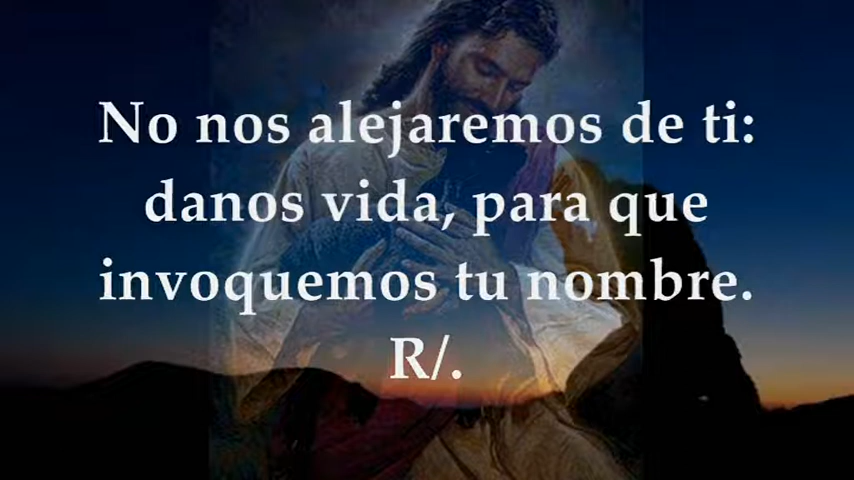 No nos alejaremos de ti:
danos vida, para que
invoquemos tu nombre.
R/.